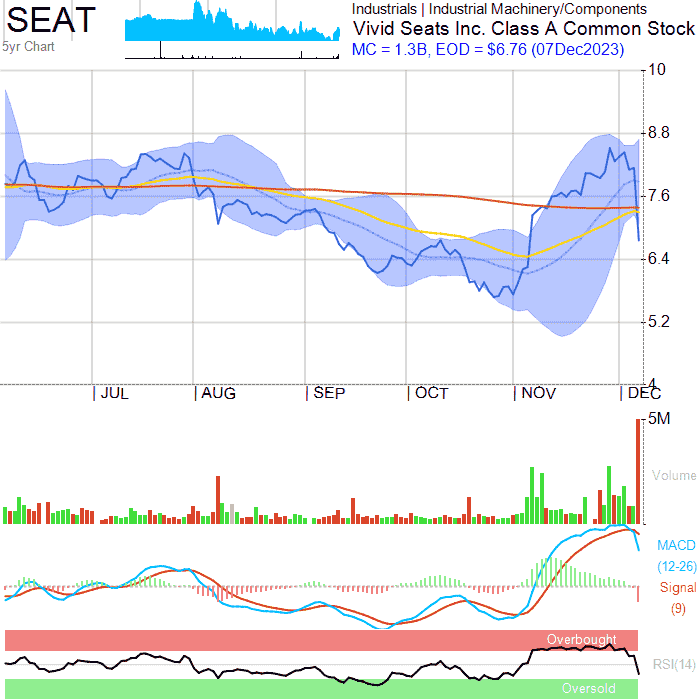 SEAT
5yr Chart
Industrials | Industrial Machinery/Components
Vivid Seats Inc. Class A Common Stock
MC = 1.3B, EOD = $6.76 (07Dec2023)
10
8.8
7.6
6.4
5.2
4
JUL
AUG
SEP
OCT
NOV
DEC
5M
Volume
MACD
(12-26)
Signal
(9)
Overbought
RSI(14)
Oversold